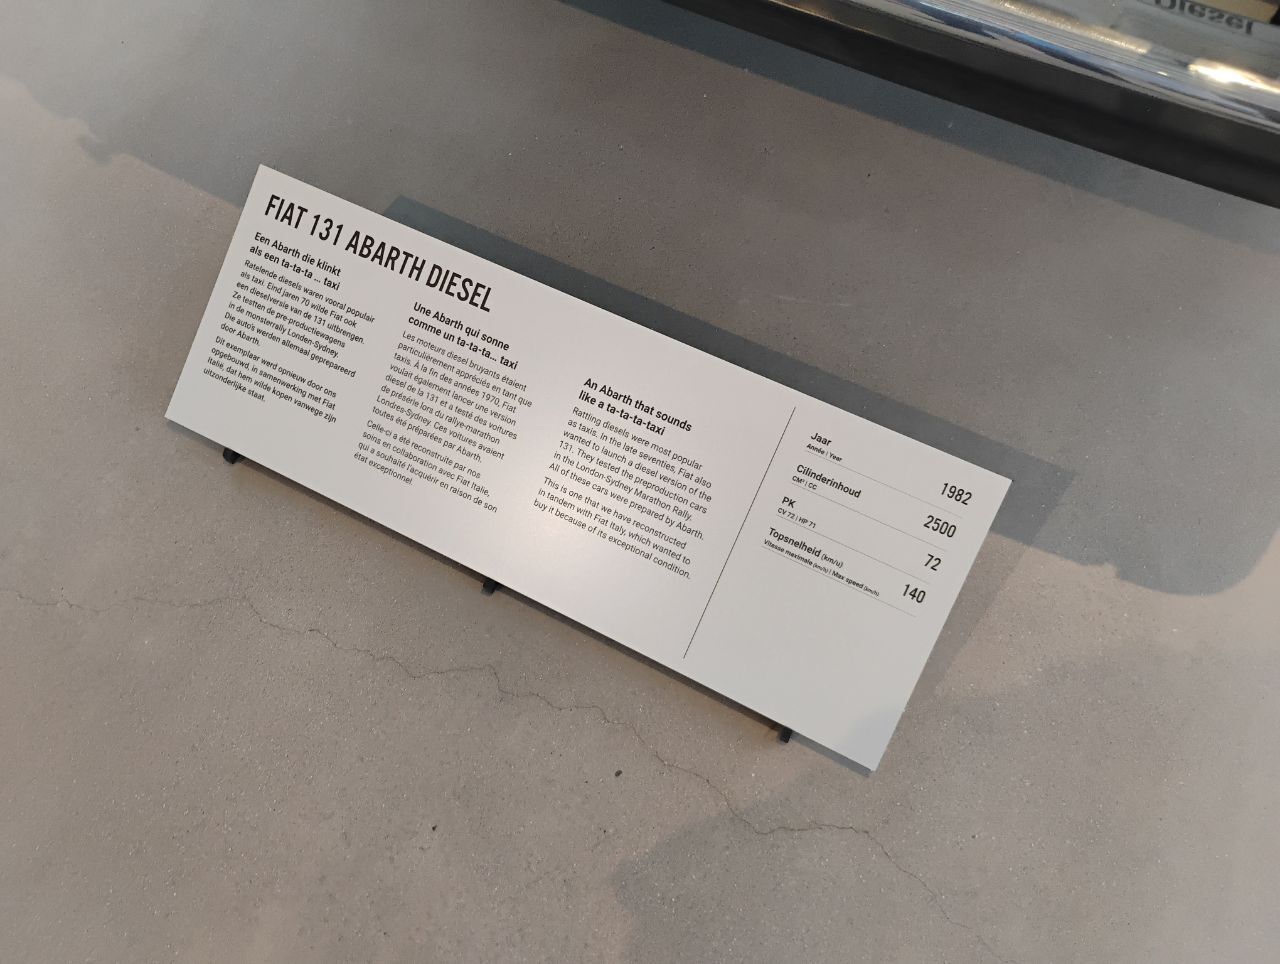 Diesel
FIAT 131 ABARTH DIESEL
Een Abarth die klinkt
als een ta-ta-ta ... taxi
Ratelende diesels waren vooral populair
als taxi. Eind jaren 70 wilde Fiat ook
een dieselversie van de 131 uitbrengen.
Ze testten de pre-productiewagens
in de monsterrally London-Sydney.
Die auto's werden allemaal geprepareerd
door Abarth.
Dit exemplaar werd opnieuw door ons
opgebouwd, in samenwerking met Fiat
Italie, dat hem wilde kopen vanwege zijn
uitzonderlijke staat.
Une Abarth qui sonne
comme un ta-ta-ta... taxi
Les moteurs diesel bruyants étaient
particulièrement appréciés en tant que
taxis. À la fin des années 1970, Fiat
voulait également lancer une version
diesel de la 131 et a testé des voitures
de présérie lors du rallye-marathon
Londres-Sydney. Ces voitures avaient
toutes été préparées par Abarth.
Celle-ci a été reconstruite par nos
soins en collaboration avec Fiat Italie,
qui a souhaité l'acquérir en raison de son
état exceptionnel.
An Abarth that sounds
like a ta-ta-ta-taxi
Rattling diesels were most popular
as taxis. In the late seventies, Fiat also
wanted to launch a diesel version of the
131. They tested the preproduction cars
in the London-Sydney Marathon Rally.
All of these cars were prepared by Abarth.
This is one that we have reconstructed
in tandem with Fiat Italy, which wanted to
buy it because of its exceptional condition.
Jaar 1982
Année | Year
Cilinderinhoud 2500
CM³ | CC
PK 72
CV 72 | HP 71
Topsnelheid (km/u) 140
Vitesse maximale (km/u) | Max speed (km/h)